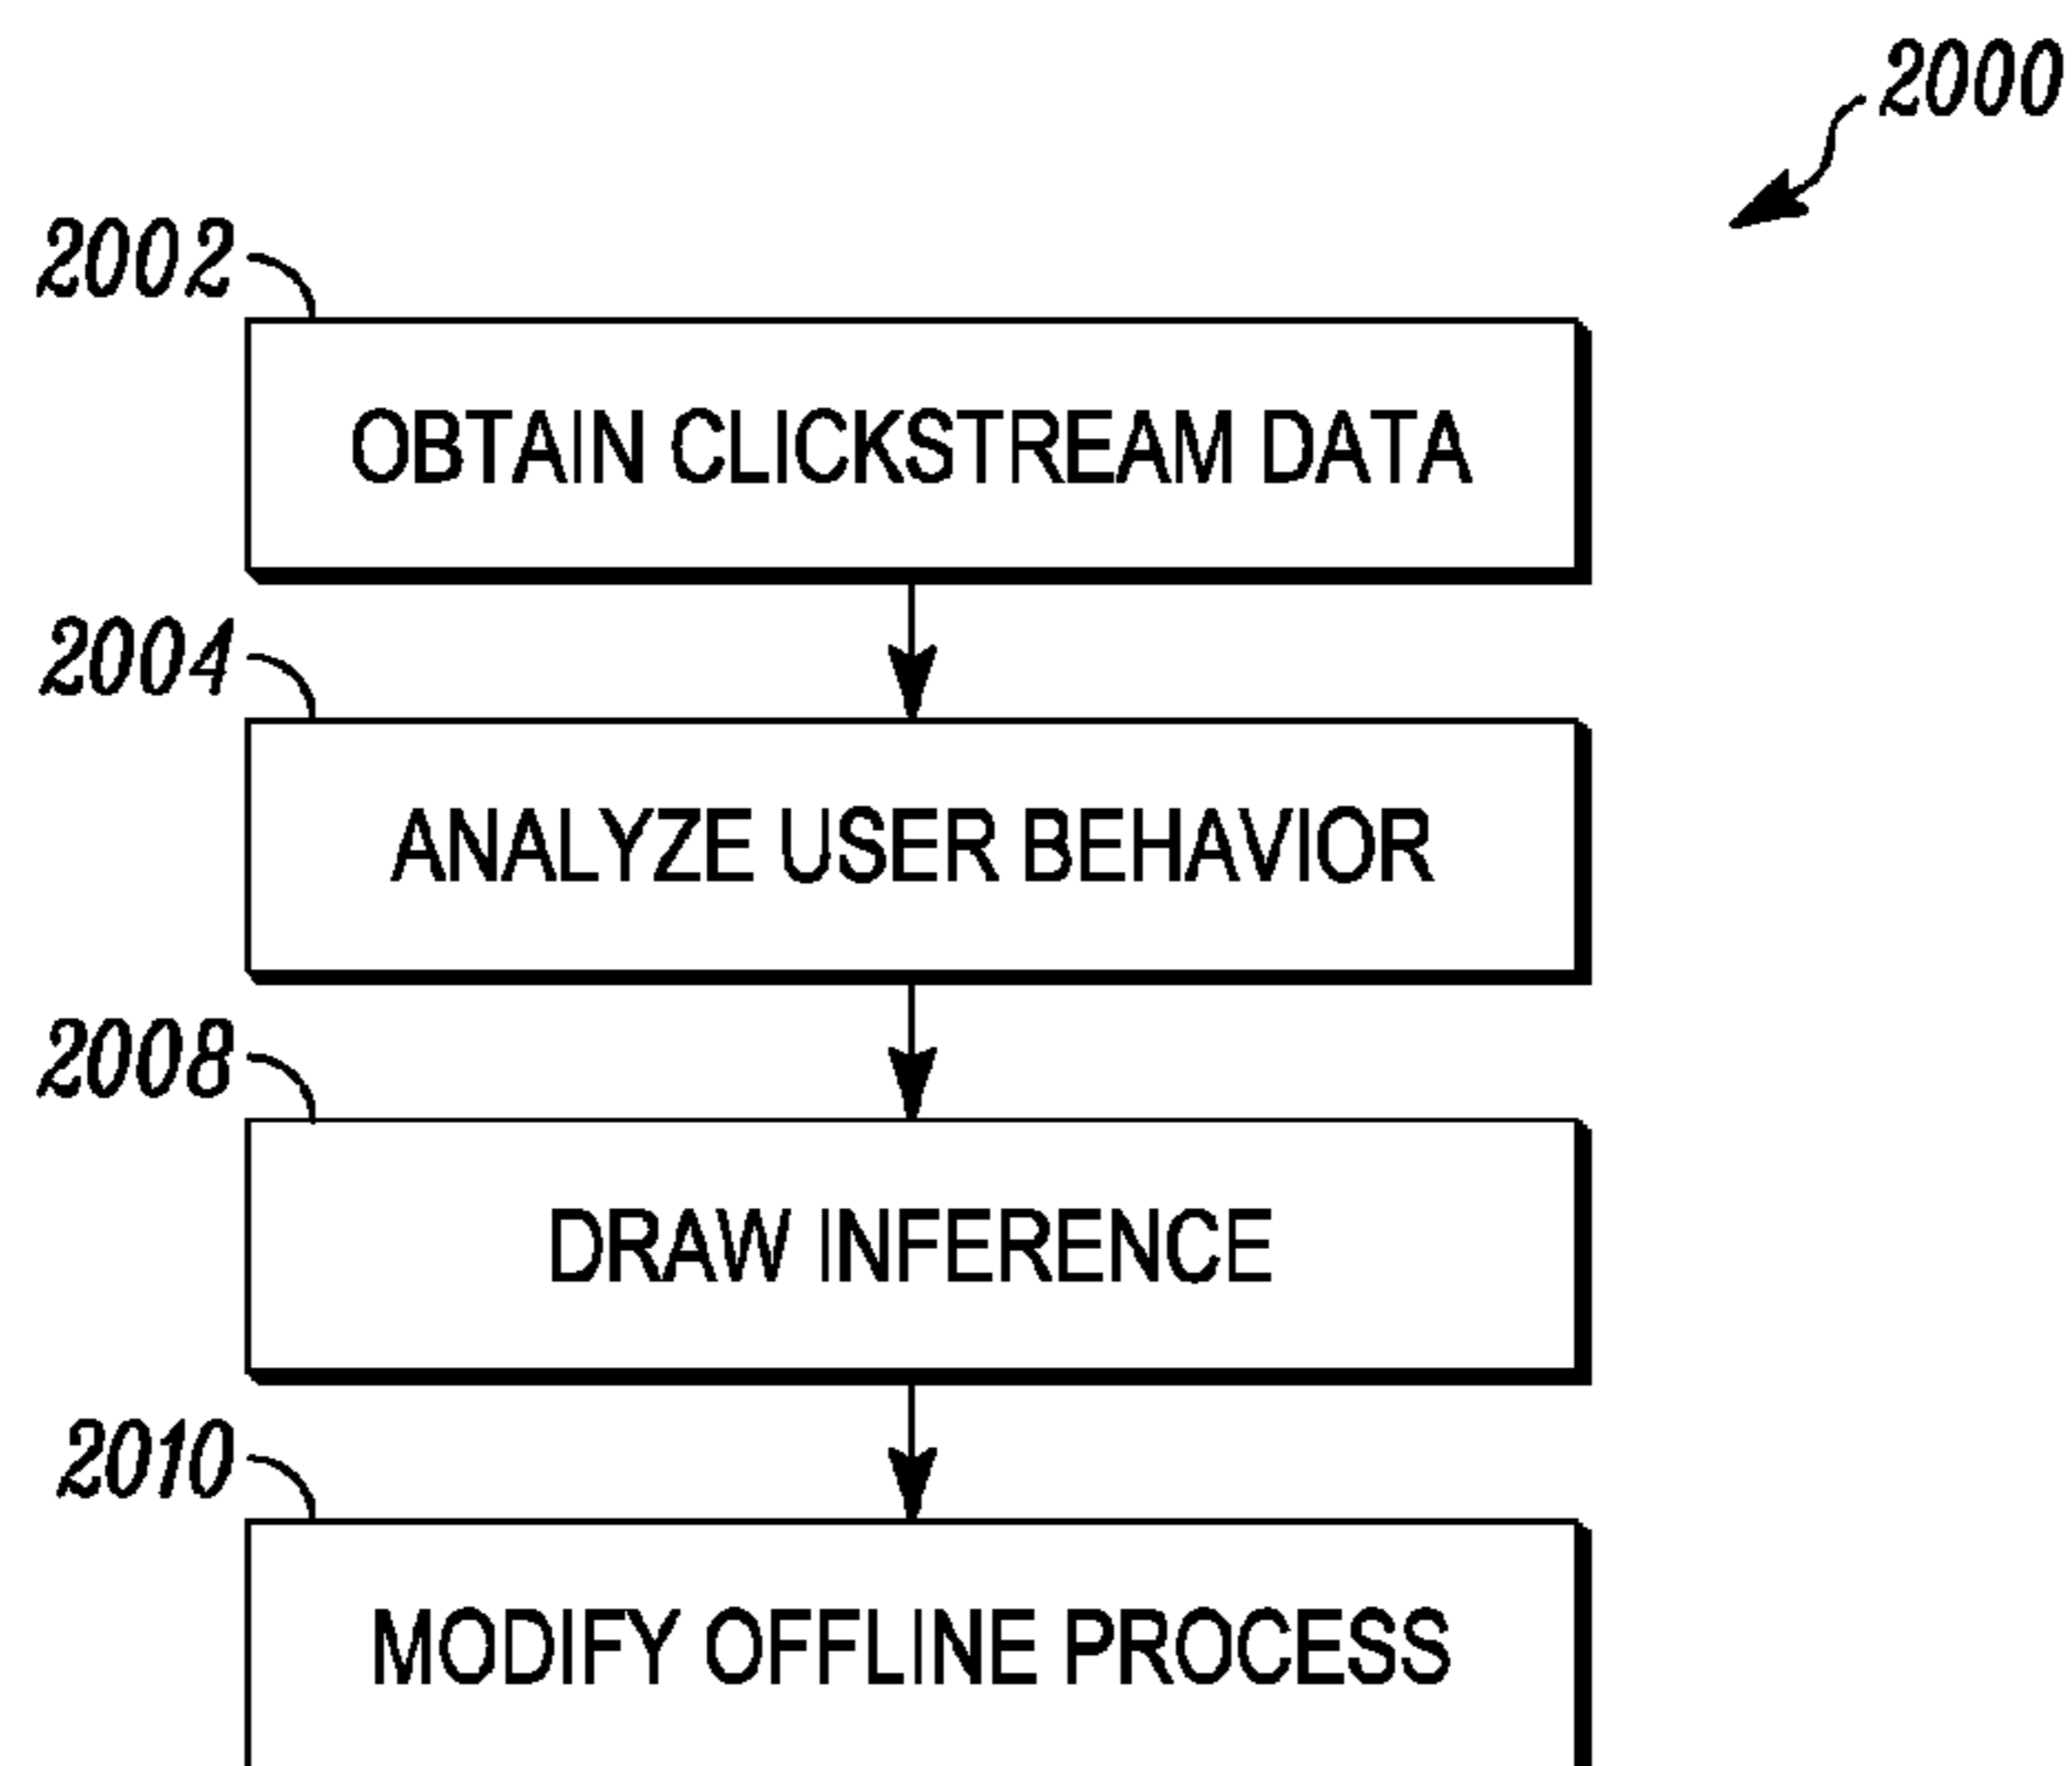 2000
2002
OBTAIN CLICKSTREAM DATA
2004
ANALYZE USER BEHAVIOR
2008
DRAW INFERENCE
2010
MODIFY OFFLINE PROCESS